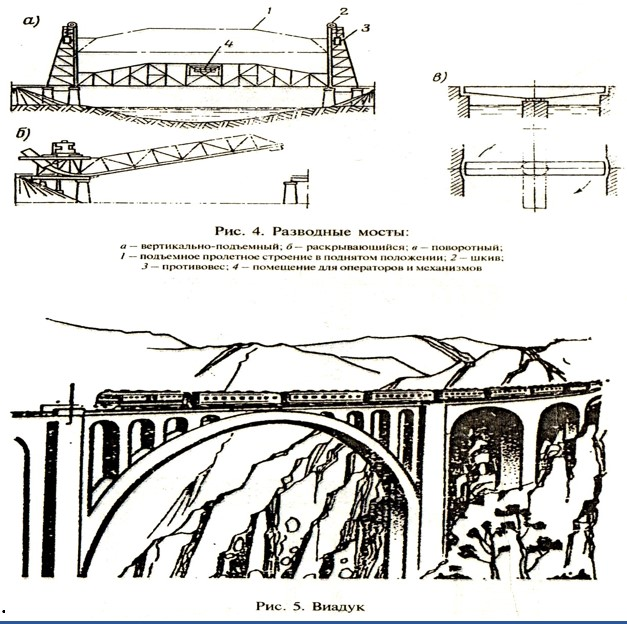 а)
1
2
3
4
в)
б)
Рис. 4. Разводные мосты:
а — вертикально-подъемный; б — раскрывающийся; в — поворотный;
1 — подъемное пролетное строение в поднятом положении; 2 — шкив;
3 — противовес; 4 — помещение для операторов и механизмов
Рис. 5. Виадук